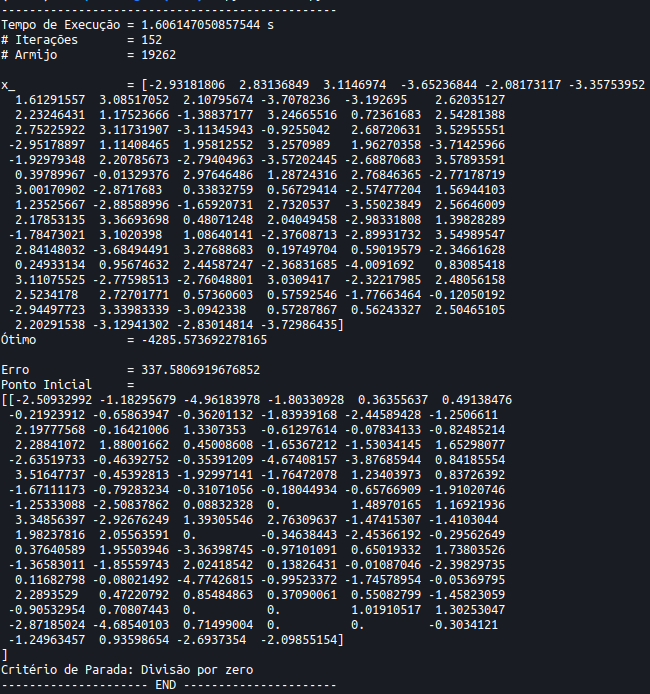 ----------------------------------------------
Tempo de Execução = 1.606147050857544 s
# Iterações = 152
# Armijo = 19262
x_ = [-2.93181806 2.83136849 3.1146974 -3.65236844 -2.08173117 -3.35753952
1.61291557 3.08517052 2.10795674 -3.7078236 -3.192695 2.62035127
2.23246431 1.17523666 -1.38837177 3.24665516 0.72361683 2.54281388
2.75225922 3.11731907 -3.11345943 -0.9255042 2.68720631 3.52955551
-2.95178897 1.11408465 1.95812552 3.2570989 1.96270358 -3.71425966
-1.92979348 2.20785673 -2.79404963 -3.57202445 -2.68870683 3.57893591
0.39789967 -0.01329376 2.97646486 1.28724316 2.76846365 -2.77178719
3.00170902 -2.8717683 0.33832759 0.56729414 -2.57477204 1.56944103
1.23525667 -2.88588996 -1.65920731 2.7320537 -3.55023849 2.56646009
2.17853135 3.36693698 0.48071248 2.04049458 -2.98331808 1.39828289
-1.78473021 3.1020398 1.08640141 -2.37608713 -2.89931732 3.54989547
2.84148032 -3.68494491 3.27688683 0.19749704 0.59019579 -2.34661628
0.24933134 0.95674632 2.44587247 -2.36831685 -4.0091692 0.83085418
3.11075525 -2.77598513 -2.76048801 3.0309417 -2.32217985 2.48056158
2.5234178 2.72701771 0.57360603 0.57592546 -1.77663464 -0.12050192
-2.94497723 3.33983339 -3.0942338 0.57287867 0.56243327 2.50465105
2.20291538 -3.12941302 -2.83014814 -3.72986435]
Ótimo = -4285.573692278165
Erro = 337.5806919676852
Ponto Inicial =
[[-2.50932992 -1.18295679 -4.96183978 -1.80330928 0.36355637 0.49138476
-0.21923912 -0.65863947 -0.36201132 -1.83939168 -2.44589428 -1.2506611
2.19777568 -0.16421006 1.3307353 -0.61297614 -0.07834133 -0.82485214
2.28841072 1.88001662 0.45008608 -1.65367212 -1.53034145 1.65298077
-2.63519733 -0.46392752 -0.35391209 -4.67408157 -3.87685944 0.84185554
3.51647737 -0.45392813 -1.92997141 -1.76472078 1.23403973 0.83726392
-1.67111173 -0.79283234 -0.31071056 -0.18044934 -0.65766909 -1.91020746
-1.25333088 -2.50837862 0.08832328 0. 1.48970165 1.16921936
3.34856397 -2.92676249 1.39305546 2.76309637 -1.47415307 -1.4103044
1.98237816 2.05563591 0. -0.34638443 -2.45366192 -0.29562649
0.37640589 1.95503946 -3.36398745 -0.97101091 0.65019332 1.73803526
-1.36583011 -1.85559743 2.02418542 0.13826431 -0.01087046 -2.39829735
0.11682798 -0.08021492 -4.77426815 -0.99523372 -1.74578954 -0.05369795
2.2893529 0.47220792 0.85484863 0.37090061 0.55082799 -1.45823059
-0.90532954 0.70807443 0. 0. 1.01910517 1.30253047
-2.87185024 -4.68540103 0.71499004 0. 0. -0.3034121
-1.24963457 0.93598654 -2.6937354 -2.09855154]
]
Critério de Parada: Divisão por zero
-------------------- END ---------------------